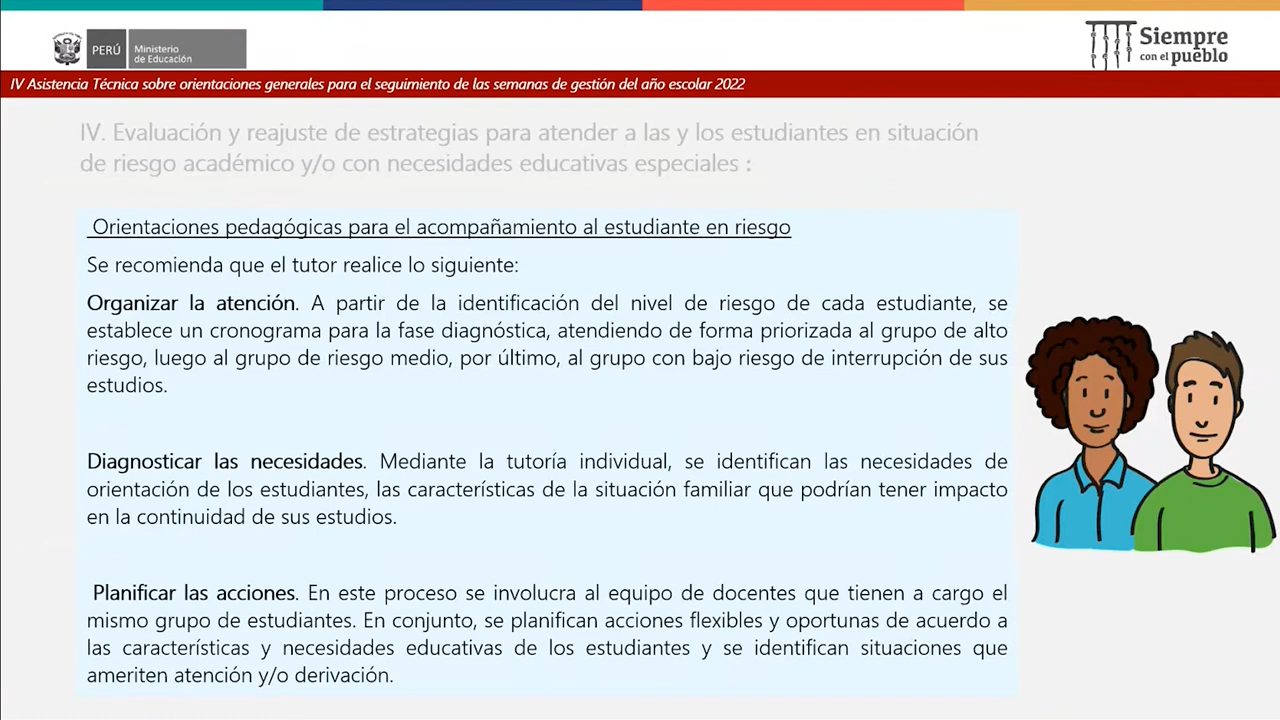 PERÚ
Ministerio
de Educación
Siempre
con el pueblo
IV Asistencia Técnica sobre orientaciones generales para el seguimiento de las semanas de gestión del año escolar 2022
IV. Evaluación y reajuste de estrategias para atender a las y los estudiantes en situación
de riesgo académico y/o con necesidades educativas especiales :
Orientaciones pedagógicas para el acompañamiento al estudiante en riesgo
Se recomienda que el tutor realice lo siguiente:
Organizar la atención. A partir de la identificación del nivel de riesgo de cada estudiante, se
establece un cronograma para la fase diagnóstica, atendiendo de forma priorizada al grupo de alto
riesgo, luego al grupo de riesgo medio, por último, al grupo con bajo riesgo de interrupción de sus
estudios.
Diagnosticar las necesidades. Mediante la tutoría individual, se identifican las necesidades de
orientación de los estudiantes, las caracteristicas de la situación familiar que podrían tener impacto
en la continuidad de sus estudios.
Planificar las acciones. En este proceso se involucra al equipo de docentes que tienen a cargo el
mismo grupo de estudiantes. En conjunto, se planifican acciones flexibles y oportunas de acuerdo a
las características y necesidades educativas de los estudiantes y se identifican situaciones que
ameriten atención y/o derivación.